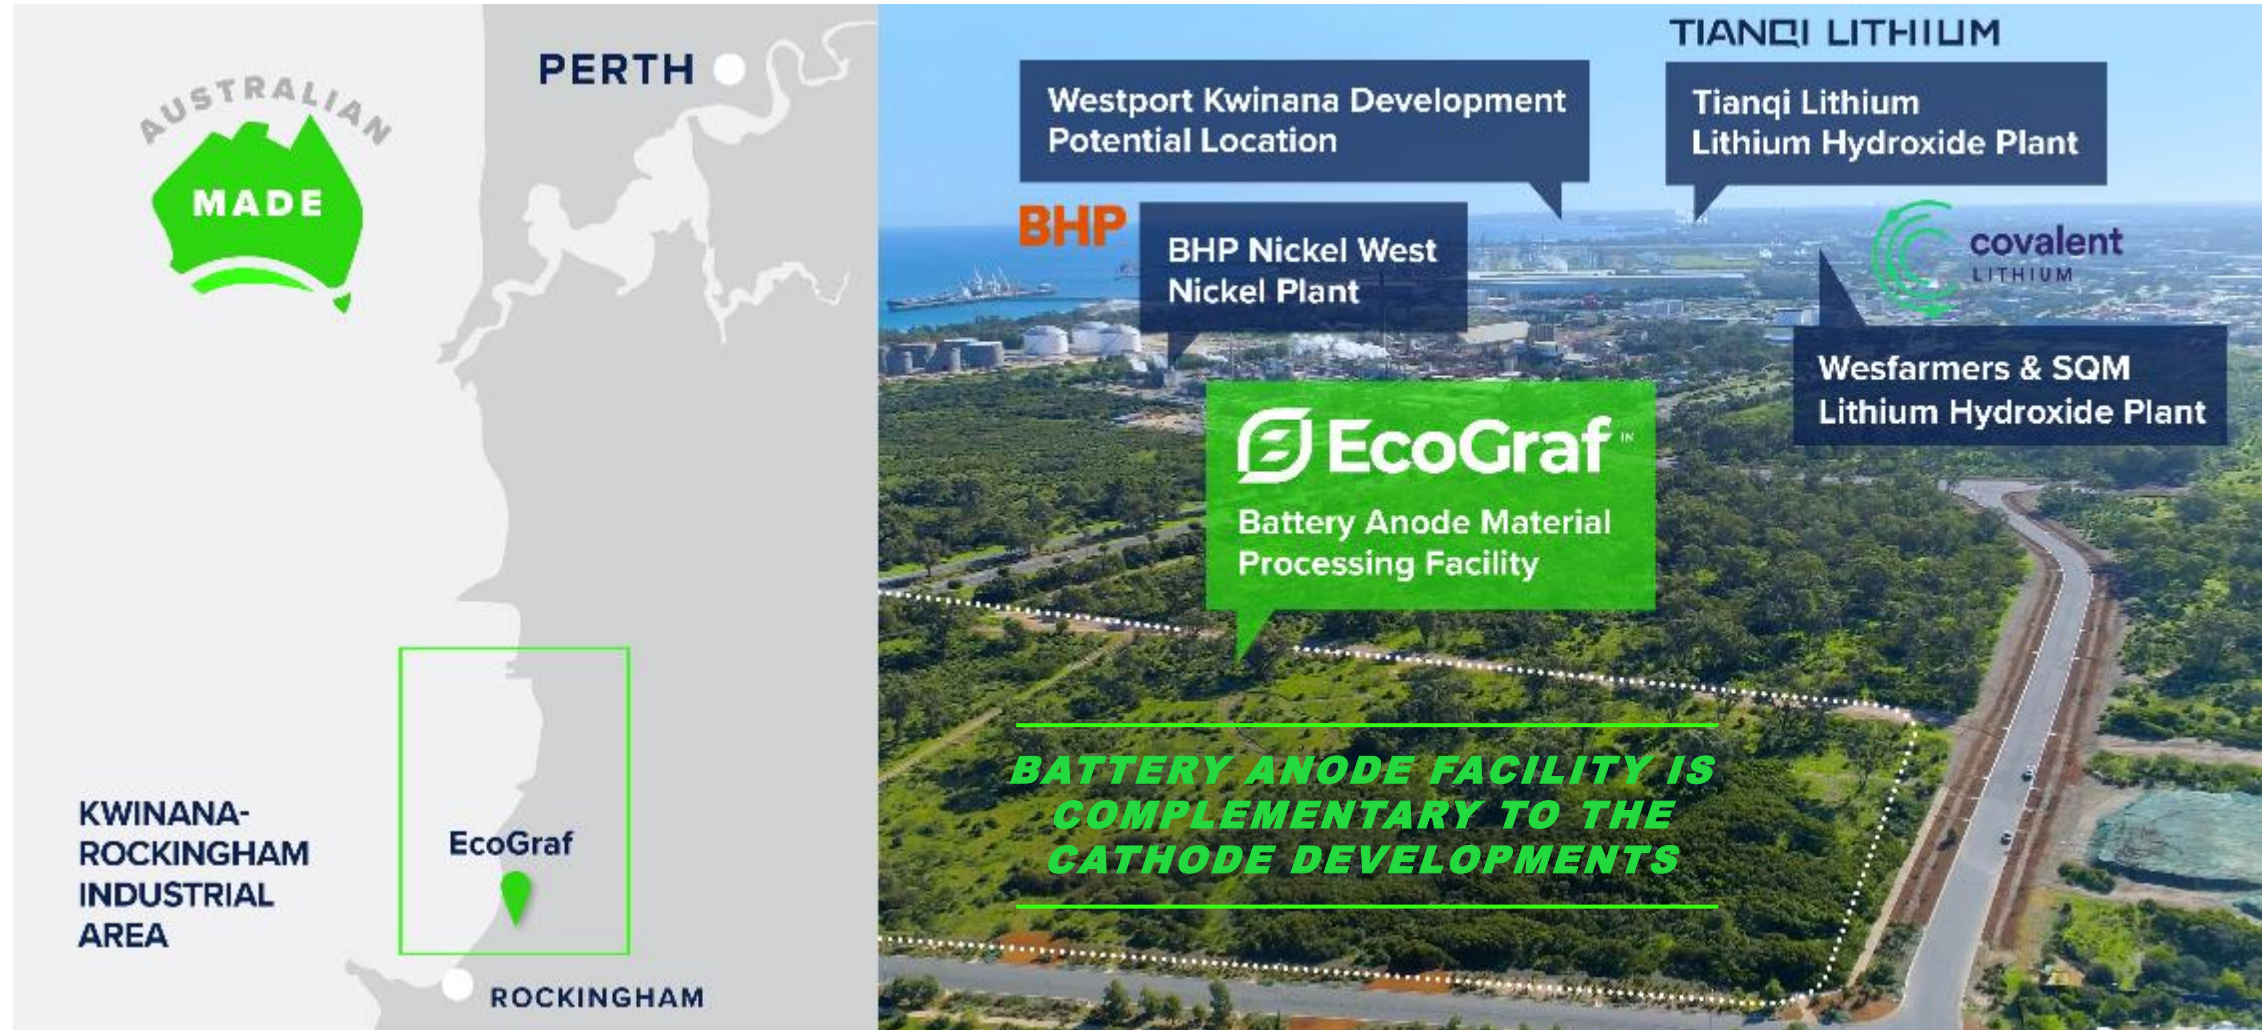 AUSTRALIAN
MADE
PERTH
KWINANA-
ROCKINGHAM
INDUSTRIAL
AREA
EcoGraf
ROCKINGHAM
TIANQI LITHIUM
Westport Kwinana Development
Potential Location
Tianqi Lithium
Lithium Hydroxide Plant
BHP
BHP Nickel West
Nickel Plant
covalent
LITHIUM
Wesfarmers & SQM
Lithium Hydroxide Plant
EcoGraf
Battery Anode Material
Processing Facility
BATTERY ANODE FACILITY IS
COMPLEMENTARY TO THE
CATHODE DEVELOPMENTS